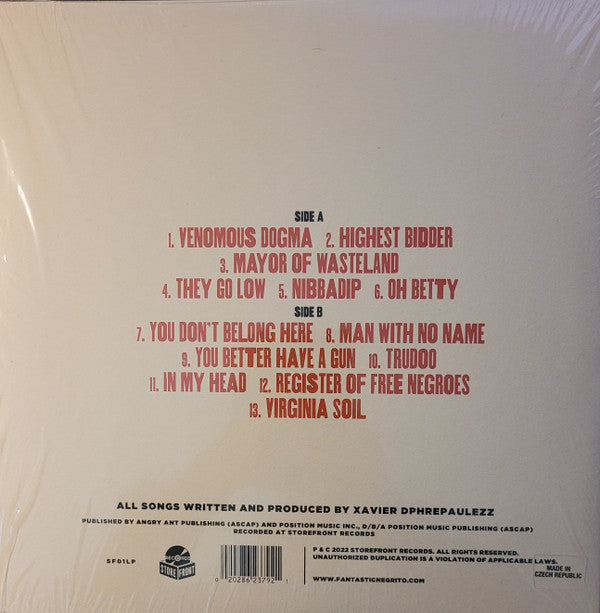 SIDE A
1. VENOMOUS DOGMA 2. HIGHEST BIDDER
3. MAYOR OF WASTELAND
4. THEY GO LOW 5. NIBBADIP 6. OH BETTY
SIDE B
7. YOU DON'T BELONG HERE 8. MAN WITH NO NAME
9. YOU BETTER HAVE A GUN 10. TRUDOO
11. IN MY HEAD 12. REGISTER OF FREE NEGROES
13. VIRGINIA SOIL
ALL SONGS WRITTEN AND PRODUCED BY XAVIER DPHREPAULEZZ
PUBLISHED BY ANGRY ANT PUBLISHING (ASCAP) AND POSITION MUSIC INC., D/B/A POSITION MUSIC PUBLISHING (ASCAP)
RECORDED AT STOREFRONT RECORDS
SF01LP
RECORDS
STORE FRONT
0 20286 23792 1
P & C 2022 STOREFRONT RECORDS. ALL RIGHTS RESERVED.
UNAUTHORIZED DUPLICATION IS A VIOLATION OF APPLICABLE LAWS.
WWW.FANTASTICNEGRITO.COM
MADE IN
CZECH REPUBLIC